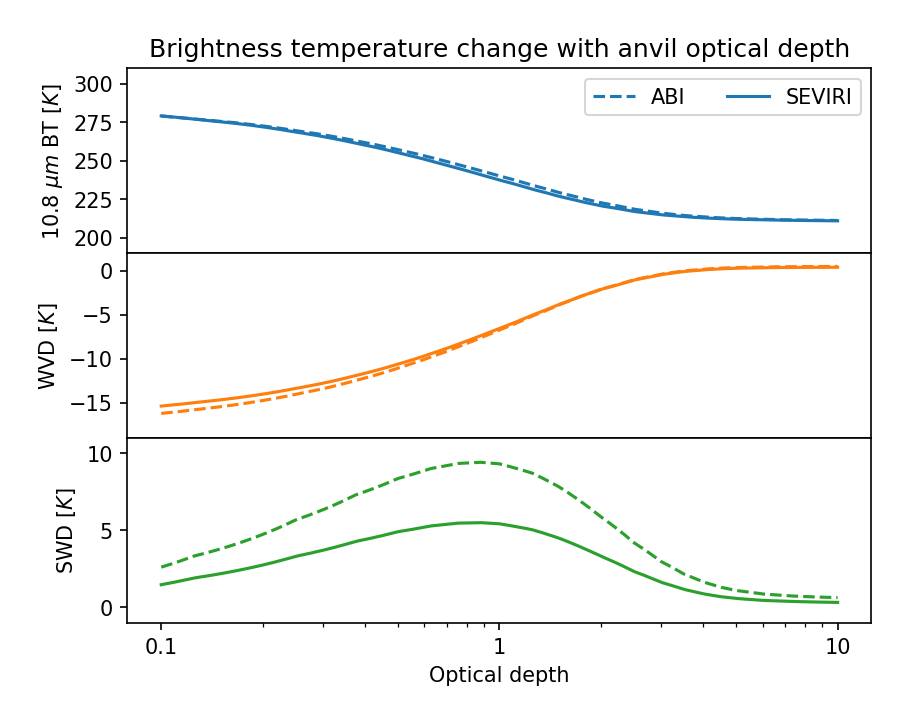 Brightness temperature change with anvil optical depth
ABI
SEVIRI
10.8 μm BT [K]
300
275
250
225
200
WVD [K]
0
−5
−10
−15
SWD [K]
10
5
0
0.1
1
10
Optical depth